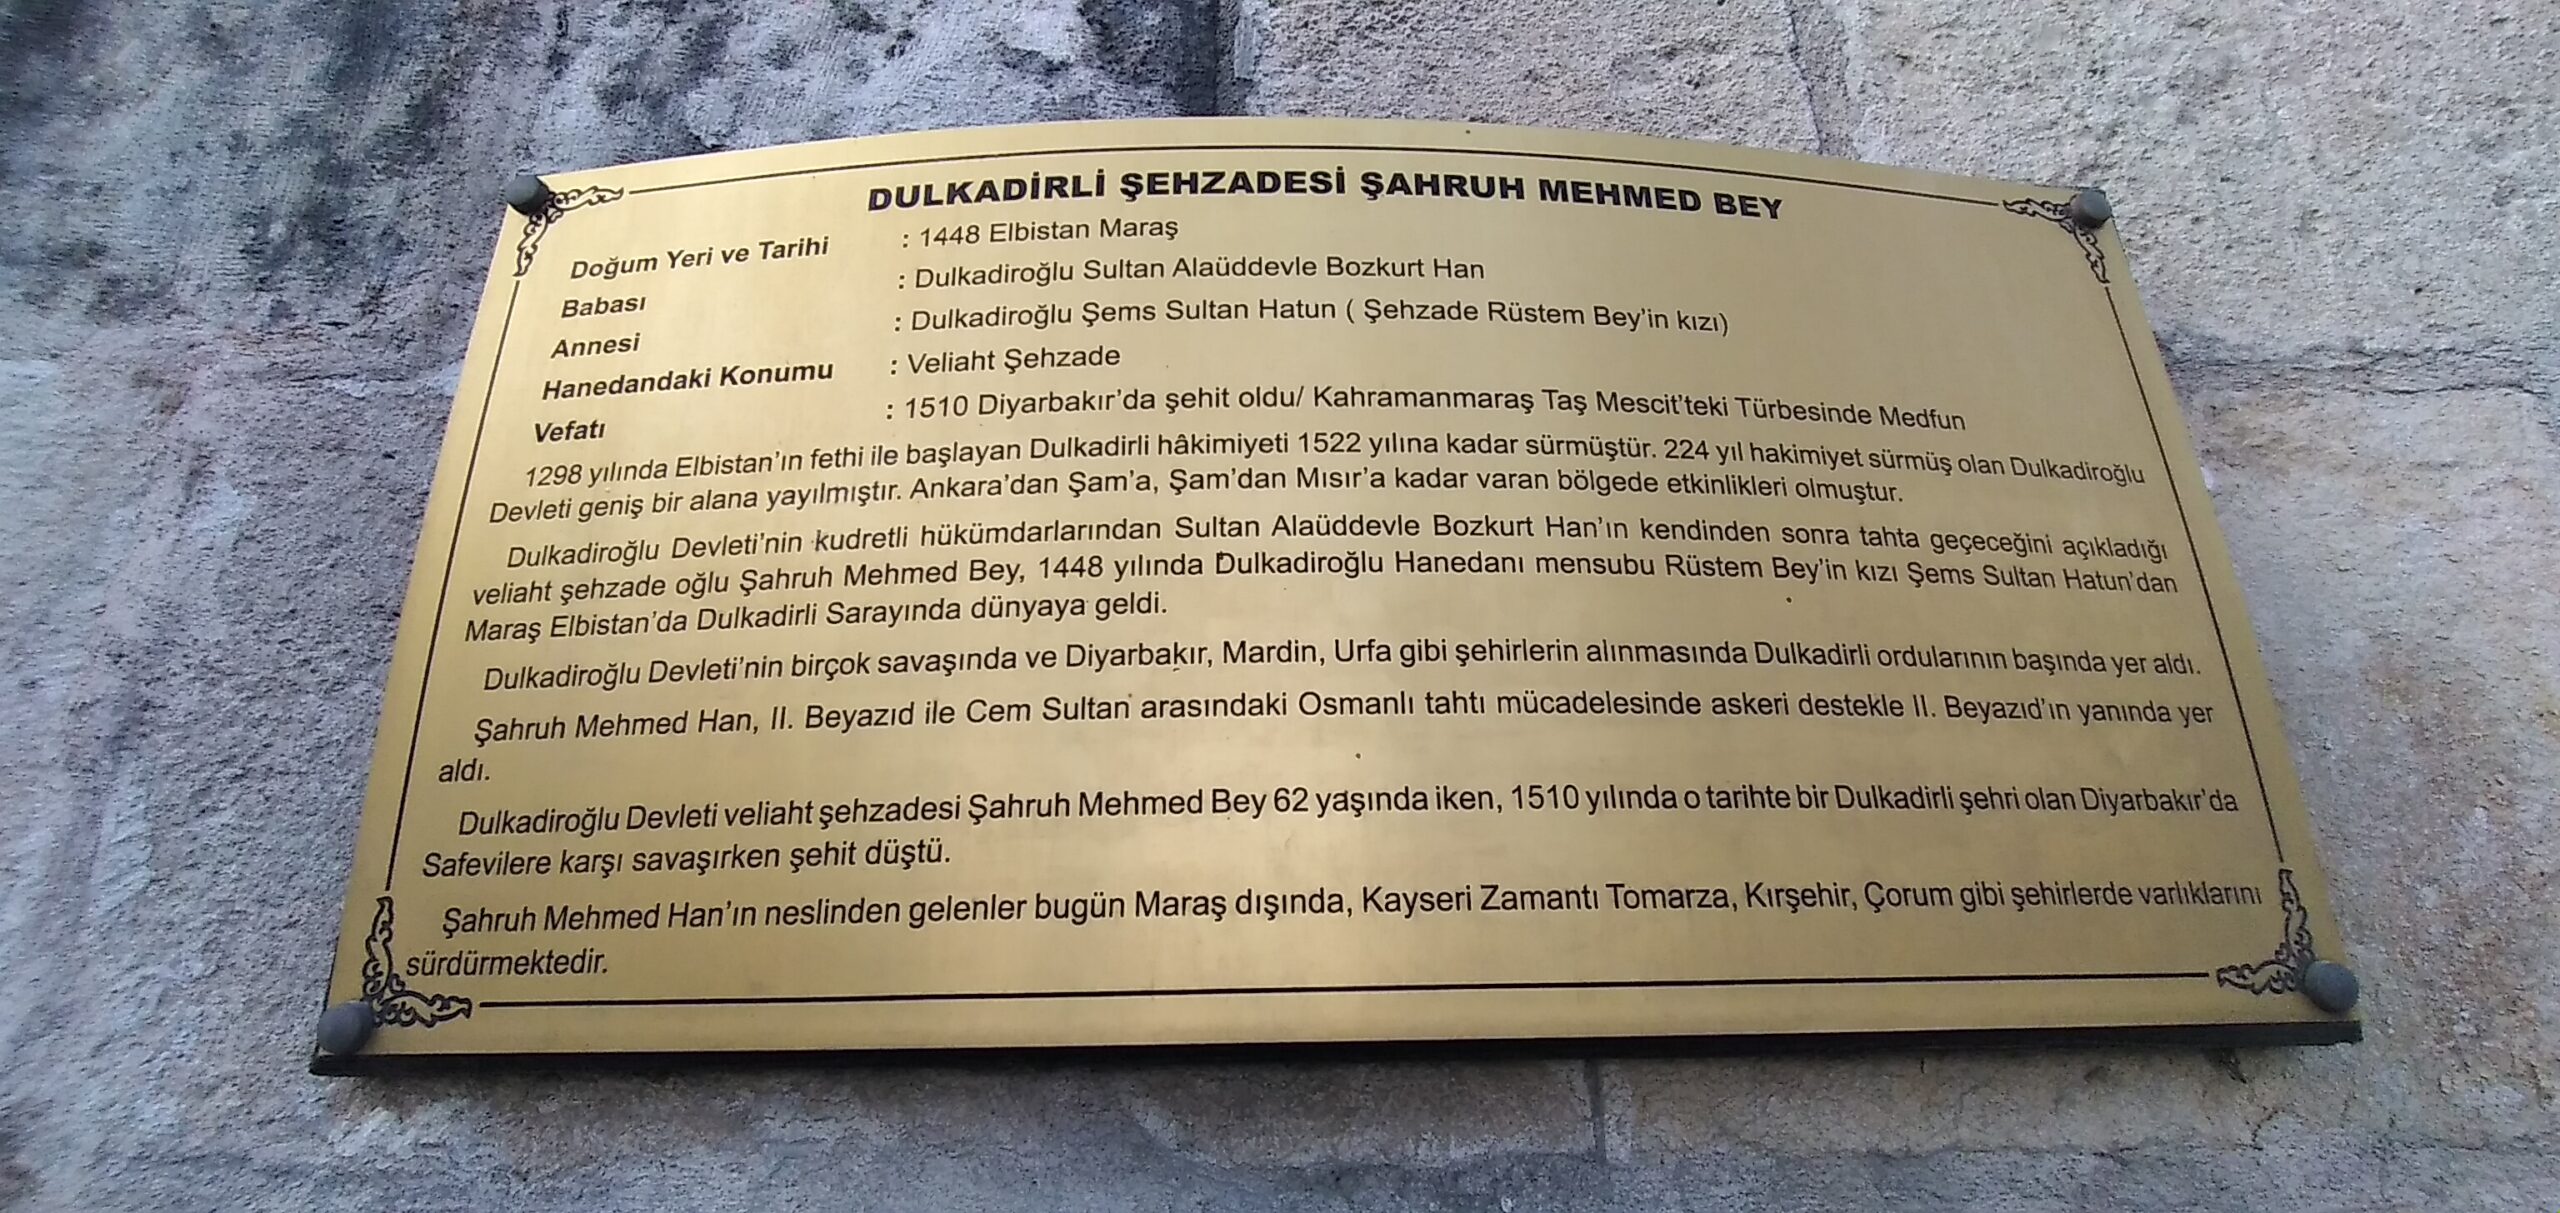 DULKADİRLİ ŞEHZADESİ ŞAHRUH MEHMED BEY
Doğum Yeri ve Tarihi : 1448 Elbistan Maraş
Babası : Dulkadiroğlu Sultan Alaüddevle Bozkurt Han
Annesi : Dulkadiroğlu Şems Sultan Hatun ( Şehzade Rüstem Bey'in kızı)
Hanedandaki Konumu : Veliaht Şehzade
Vefatı : 1510 Diyarbakır'da şehit oldu/ Kahramanmaraş Taş Mescit'teki Türbesinde Medfun
1298 yılında Elbistan'ın fethi ile başlayan Dulkadirli hâkimiyeti 1522 yılına kadar sürmüştür. 224 yıl hakimiyet sürmüş olan Dulkadiroğlu
Devleti geniş bir alana yayılmıştır. Ankara'dan Şam'a, Şam'dan Mısır'a kadar varan bölgede etkinlikleri olmuştur.
Dulkadiroğlu Devleti'nin kudretli hükümdarlarından Sultan Alaüddevle Bozkurt Han'ın kendinden sonra tahta geçeceğini açıkladığı
veliaht şehzade oğlu Şahruh Mehmed Bey, 1448 yılında Dulkadiroğlu Hanedanı mensubu Rüstem Bey'in kızı Şems Sultan Hatun'dan
Maraş Elbistan'da Dulkadirli Sarayında dünyaya geldi.
Dulkadiroğlu Devleti'nin birçok savaşında ve Diyarbakır, Mardin, Urfa gibi şehirlerin alınmasında Dulkadirli ordularının başında yer aldı.
Şahruh Mehmed Han, II. Beyazıd ile Cem Sultan arasındaki Osmanlı tahtı mücadelesinde askeri destekle II. Beyazıd'ın yanında yer
aldı.
Dulkadiroğlu Devleti veliaht şehzadesi Şahruh Mehmed Bey 62 yaşında iken, 1510 yılında o tarihte bir Dulkadirli şehri olan Diyarbakır'da
Safevilere karşı savaşırken şehit düştü.
Şahruh Mehmed Han'ın neslinden gelenler bugün Maraş dışında, Kayseri Zamantı Tomarza, Kırşehir, Çorum gibi şehirlerde varlıklarını
sürdürmektedir.